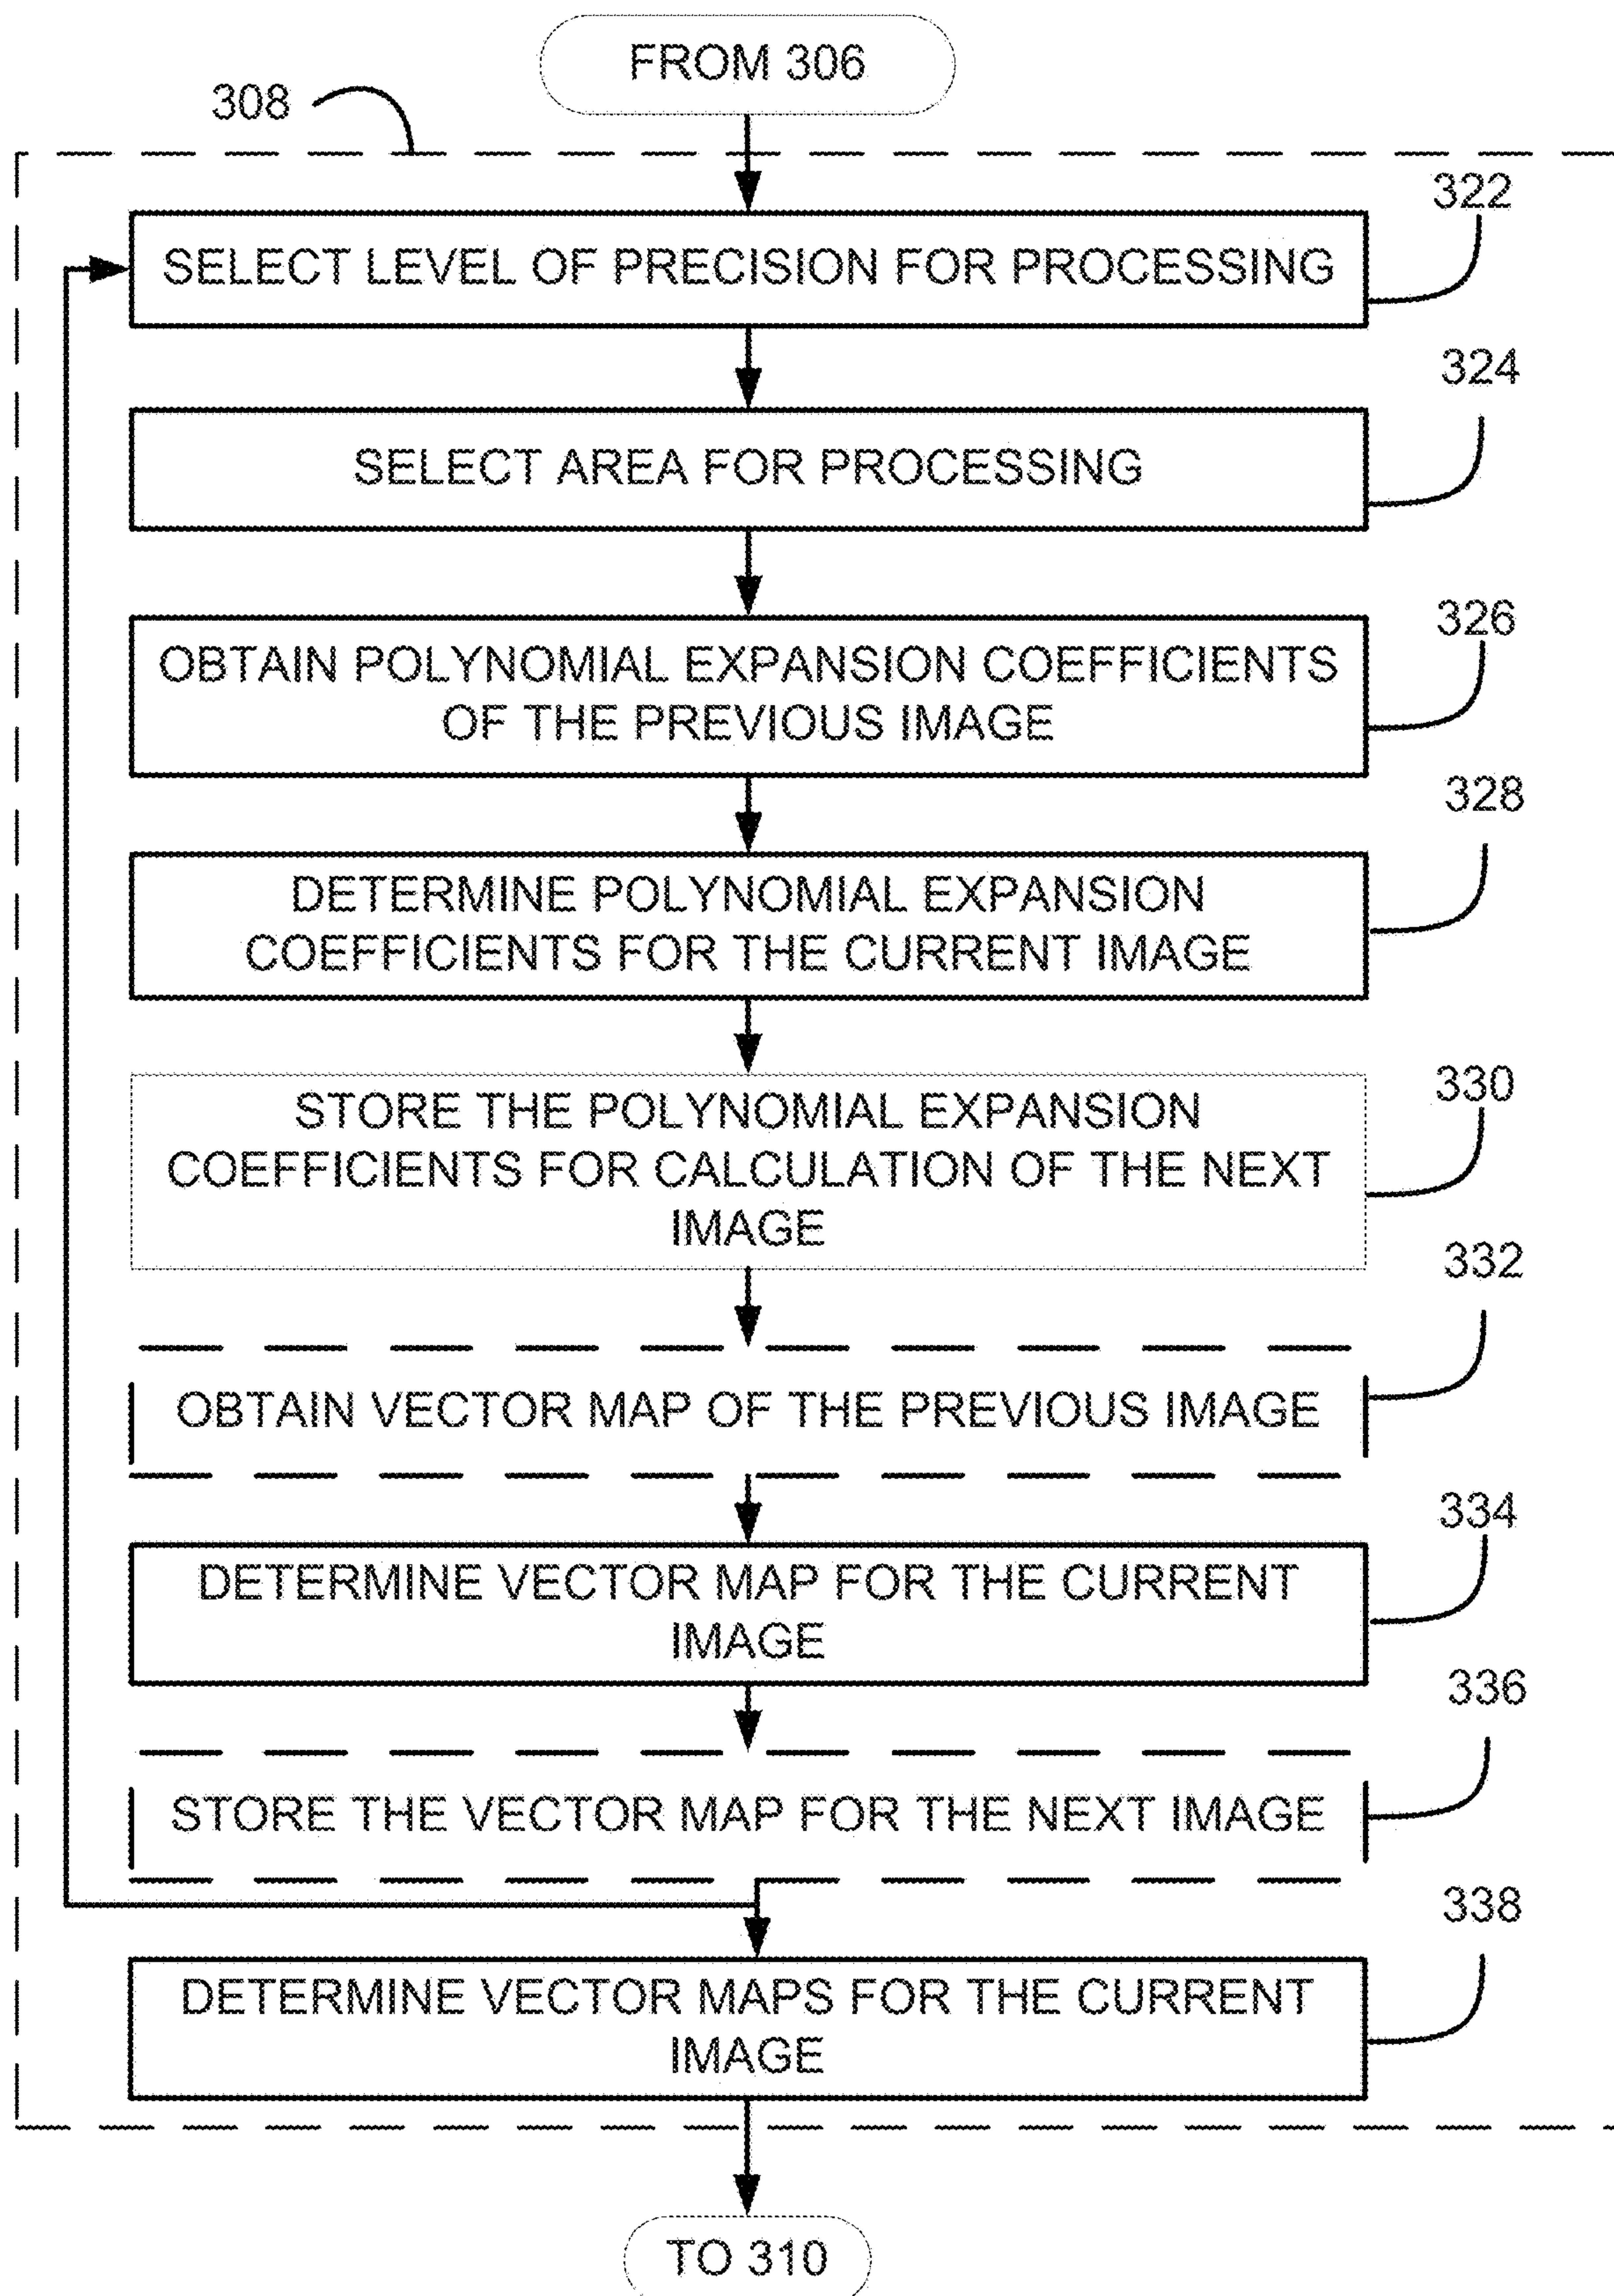 FROM 306
308
322
SELECT LEVEL OF PRECISION FOR PROCESSING
324
SELECT AREA FOR PROCESSING
326
OBTAIN POLYNOMIAL EXPANSION COEFFICIENTS
OF THE PREVIOUS IMAGE
328
DETERMINE POLYNOMIAL EXPANSION
COEFFICIENTS FOR THE CURRENT IMAGE
330
STORE THE POLYNOMIAL EXPANSION
COEFFICIENTS FOR CALCULATION OF THE NEXT
IMAGE
332
OBTAIN VECTOR MAP OF THE PREVIOUS IMAGE
334
DETERMINE VECTOR MAP FOR THE CURRENT
IMAGE
336
STORE THE VECTOR MAP FOR THE NEXT IMAGE
338
DETERMINE VECTOR MAPS FOR THE CURRENT
IMAGE
TO 310